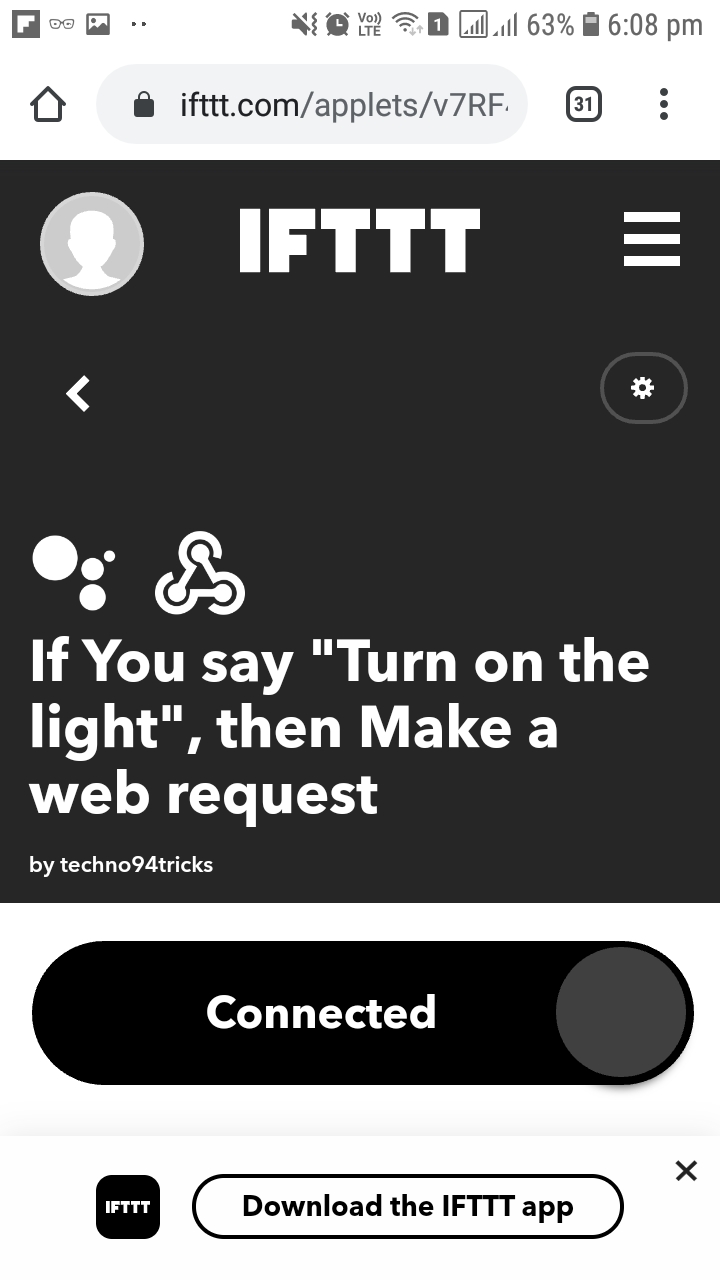 Vo)) LTE 1 63% 6:08 pm
ifttt.com/applets/v7RF
31
IFTTT
If You say "Turn on the
light", then Make a
web request
by techno94tricks
Connected
IFTTT
Download the IFTTT app